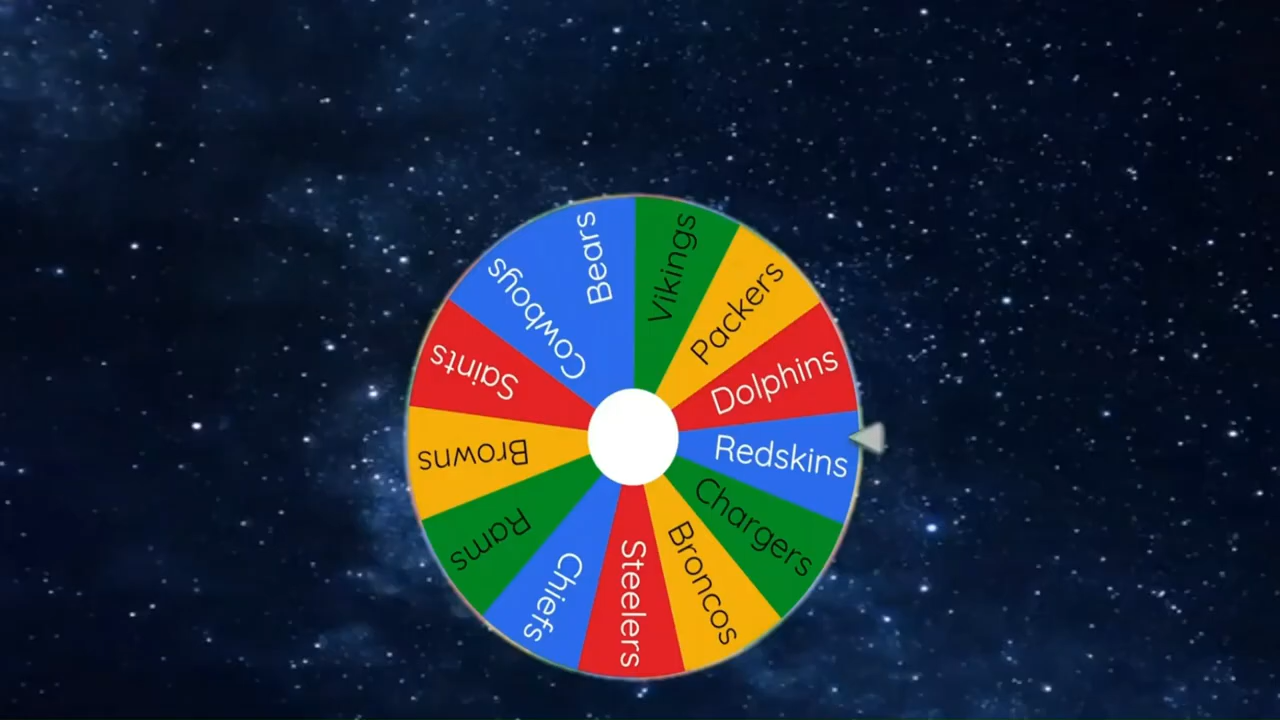 Vikings
Packers
Dolphins
Redskins
Chargers
Broncos
Steelers
Chiefs
Rams
Browns
Saints
Cowboys
Bears